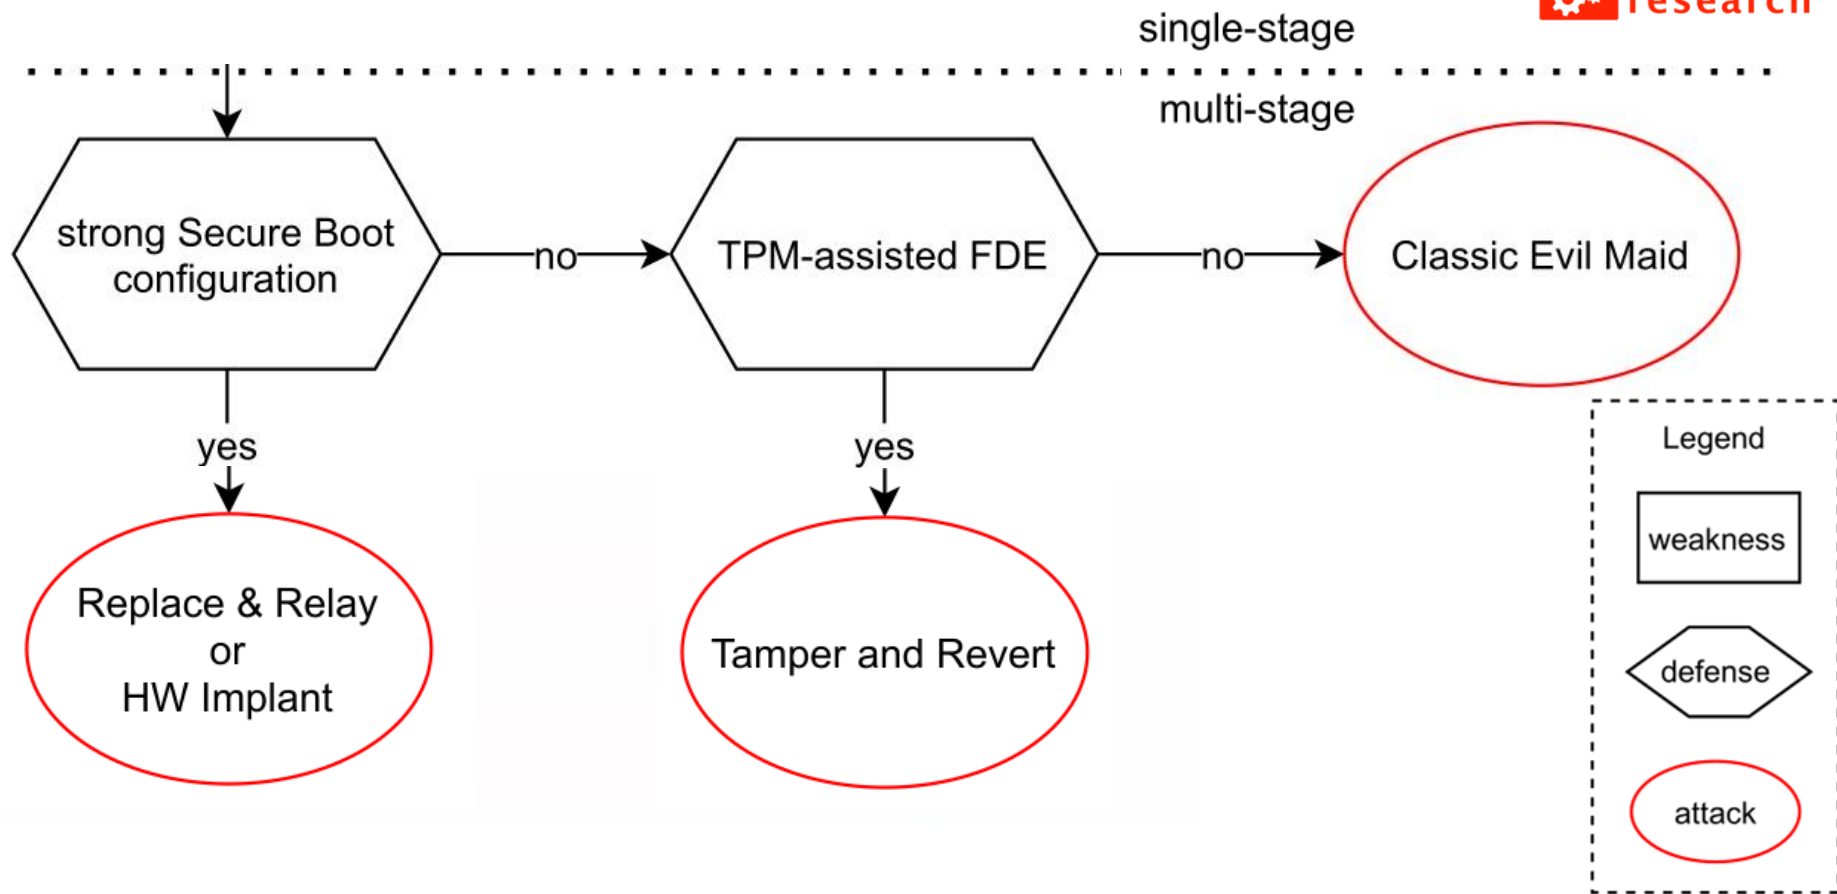 research
single-stage
multi-stage
strong Secure Boot
configuration
no
TPM-assisted FDE
no
Classic Evil Maid
yes
yes
Replace & Relay
or
HW Implant
Tamper and Revert
Legend
weakness
defense
attack